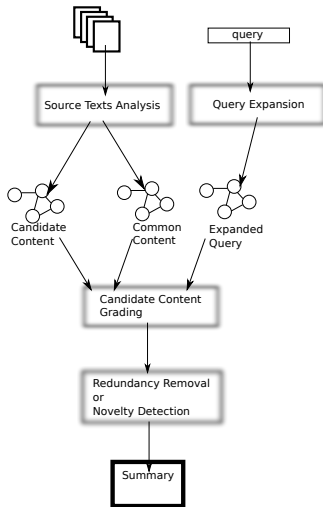 query
Source Texts Analysis
Query Expansion
Candidate
Content
Common
Content
Expanded
Query
Candidate Content
Grading
Redundancy Removal
or
Novelty Detection
Summary